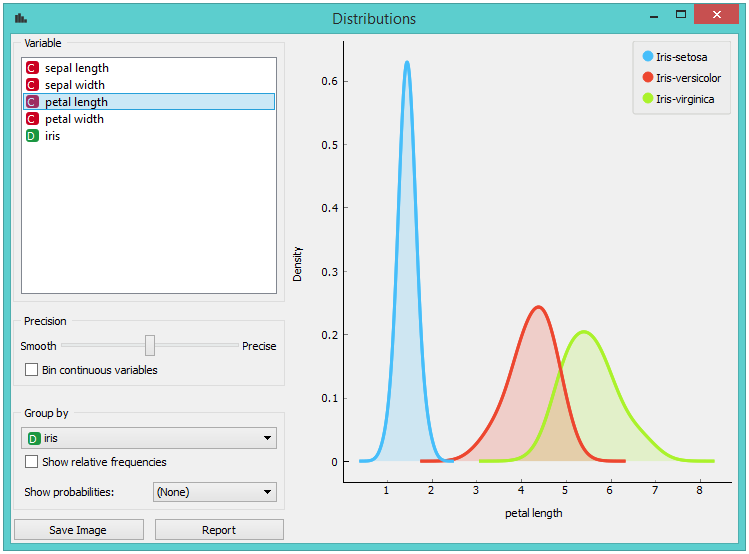 Distributions
Variable
C sepal length
C sepal width
C petal length
C petal width
D iris
Precision
Smooth Precise
Bin continuous variables
Group by
D iris
Show relative frequencies
Show probabilities: (None)
Save Image Report
Iris-setosa
Iris-versicolor
Iris-virginica
Density
0.6
0.5
0.4
0.3
0.2
0.1
0
1 2 3 4 5 6 7 8
petal length